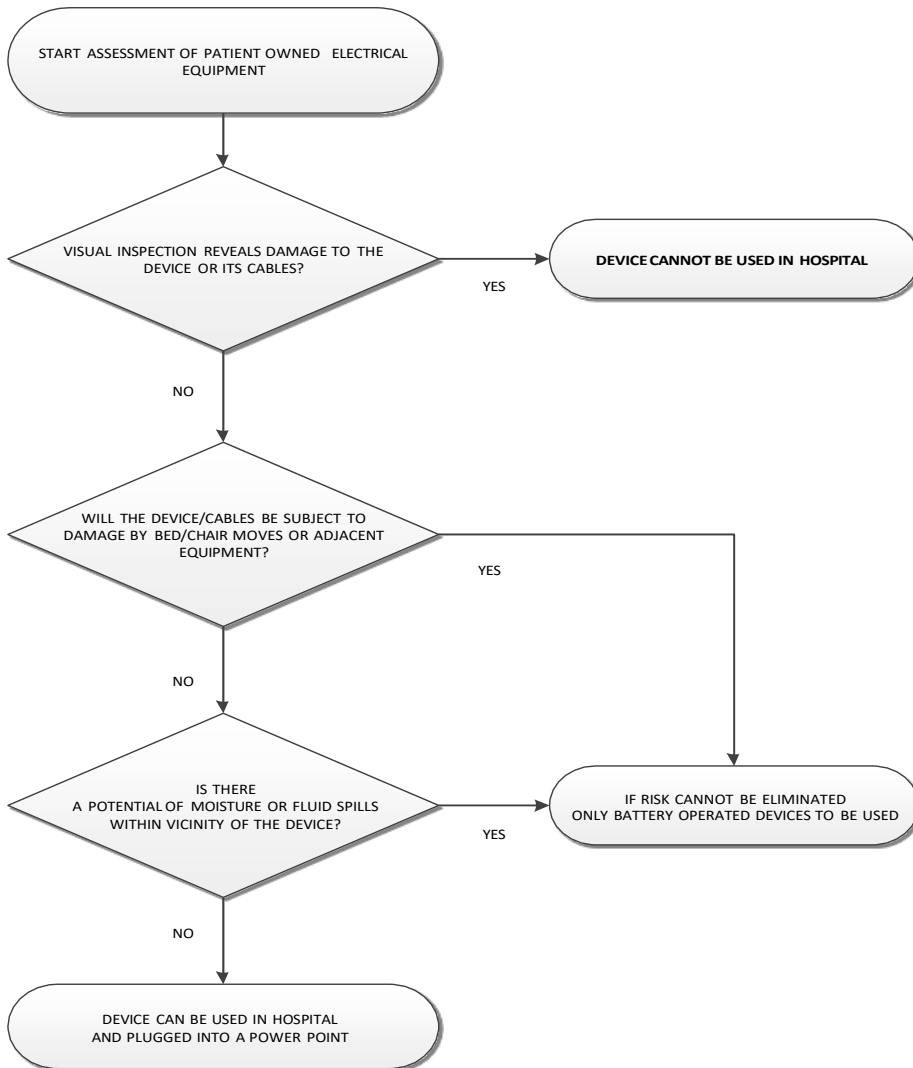 START ASSESSMENT OF PATIENT OWNED ELECTRICAL
EQUIPMENT
VISUAL INSPECTION REVEALS DAMAGE TO THE
DEVICE OR ITS CABLES?
YES
DEVICE CANNOT BE USED IN HOSPITAL
NO
WILL THE DEVICE/CABLES BE SUBJECT TO
DAMAGE BY BED/CHAIR MOVES OR ADJACENT
EQUIPMENT?
YES
NO
IS THERE
A POTENTIAL OF MOISTURE OR FLUID SPILLS
WITHIN VICINITY OF THE DEVICE?
YES
IF RISK CANNOT BE ELIMINATED
ONLY BATTERY OPERATED DEVICES TO BE USED
NO
DEVICE CAN BE USED IN HOSPITAL
AND PLUGGED INTO A POWER POINT